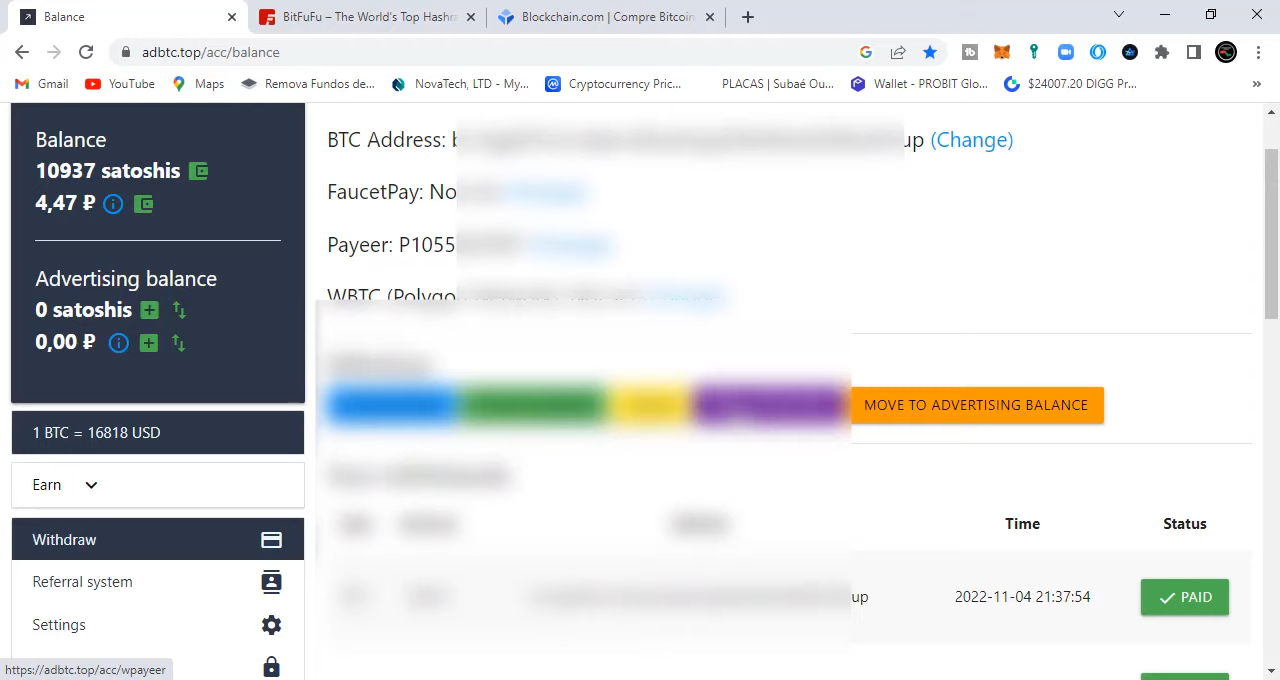 Balance
BitFuFu – The World's Top Hashra
Blockchain.com | Compre Bitcoin
adbtc.top/acc/balance
Gmail
YouTube
Maps
Remova Fundos de...
NovaTech, LTD - My...
Cryptocurrency Pric...
PLACAS | Subaé Ou...
Wallet - PROBIT Glo...
$24007.20 DIGG Pr...
»
Balance
10937 satoshis
4,47 ₽
Advertising balance
0 satoshis
0,00 ₽
1 BTC = 16818 USD
Earn
Withdraw
Referral system
Settings
https://adbtc.top/acc/wpayeer
BTC Address: b up (Change)
FaucetPay: No
Payeer: P1055
WBTC (Polygo
MOVE TO ADVERTISING BALANCE
Time Status
up 2022-11-04 21:37:54 PAID